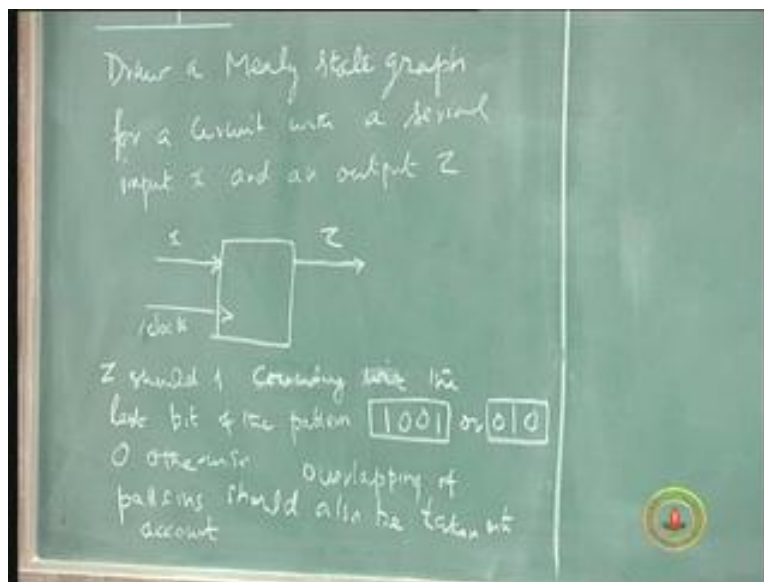 Draw a Mealy state graph
for a Circuit with a serial
input x and an output Z
x
Z
clock
Z should 1 Coinciding with the
last bit of the pattern 1001 or 010
0 otherwise overlapping of
patterns should also be taken into
account